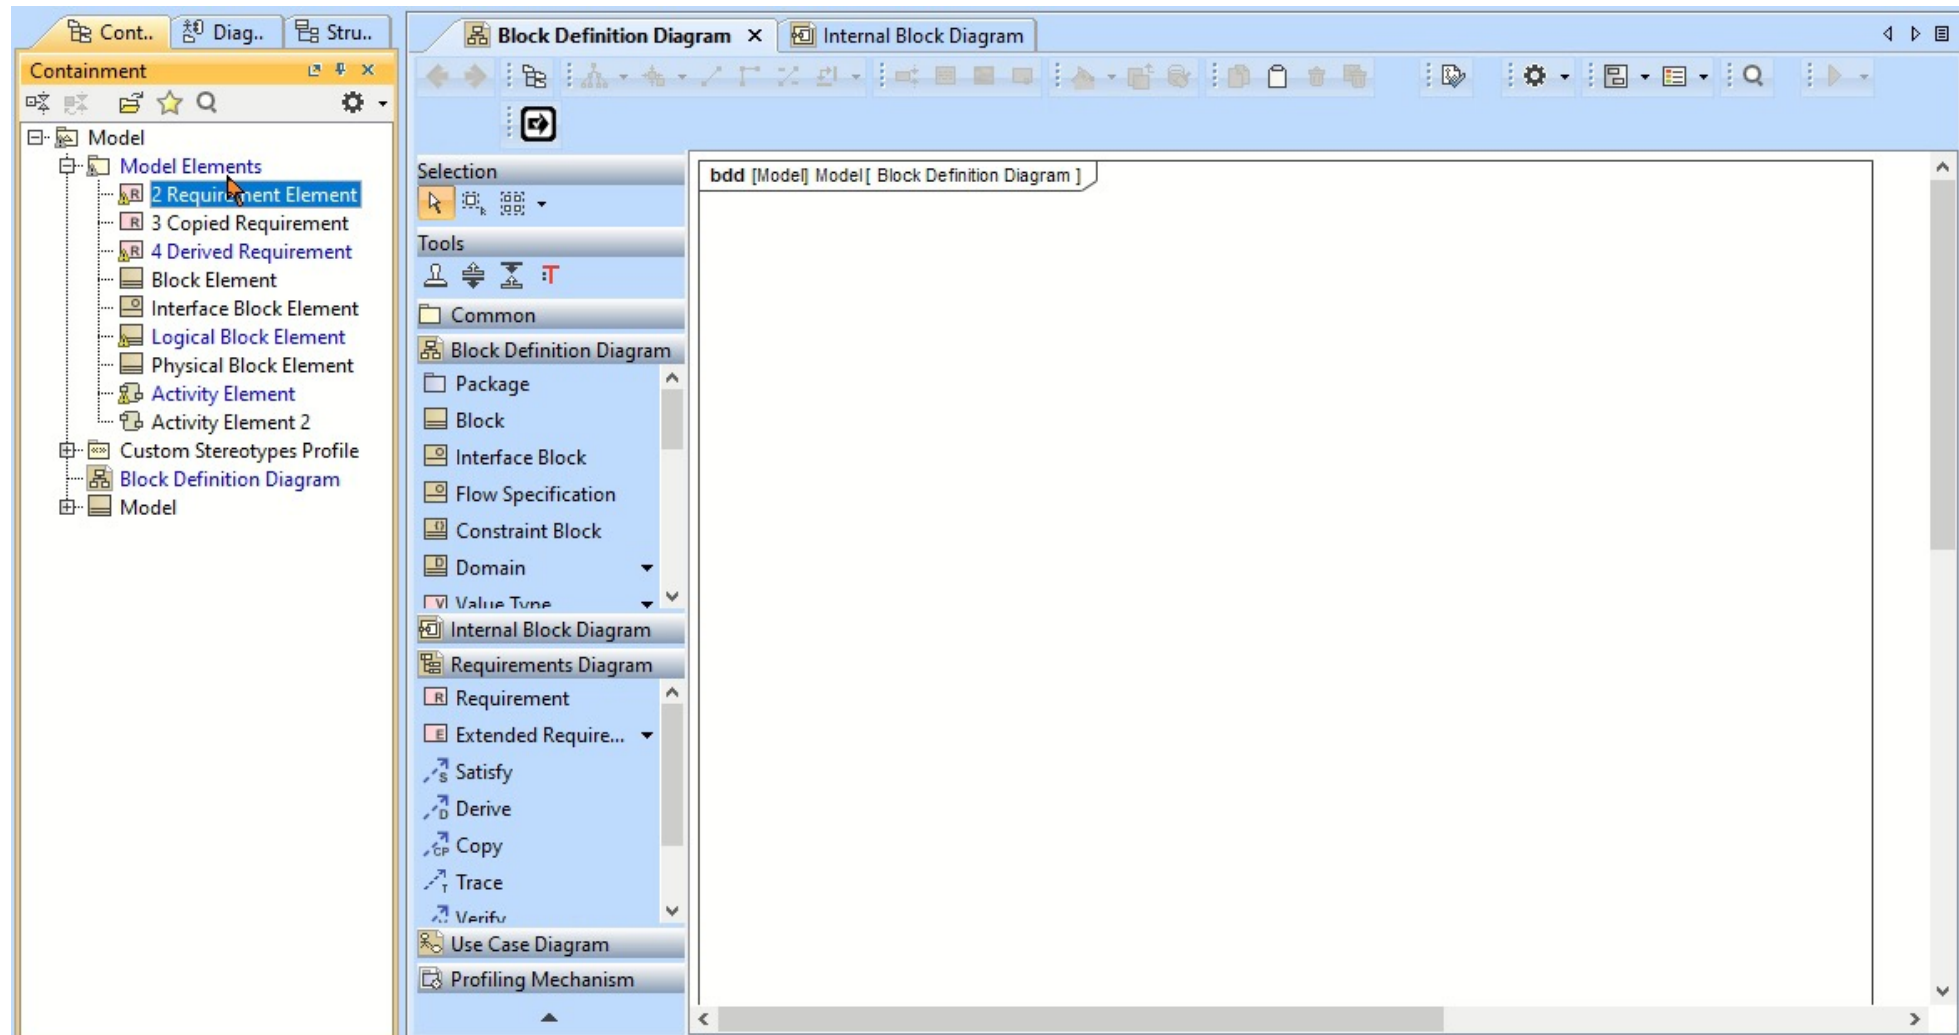 Cont..
Diag..
Stru..
Containment
Model
Model Elements
2 Requirement Element
3 Copied Requirement
4 Derived Requirement
Block Element
Interface Block Element
Logical Block Element
Physical Block Element
Activity Element
Activity Element 2
Custom Stereotypes Profile
Block Definition Diagram
Model
Block Definition Diagram
Internal Block Diagram
Selection
Tools
Common
Block Definition Diagram
Package
Block
Interface Block
Flow Specification
Constraint Block
Domain
Value Type
Internal Block Diagram
Requirements Diagram
Requirement
Extended Require...
Satisfy
Derive
Copy
Trace
Verify
Use Case Diagram
Profiling Mechanism
bdd [Model] Model[ Block Definition Diagram ]